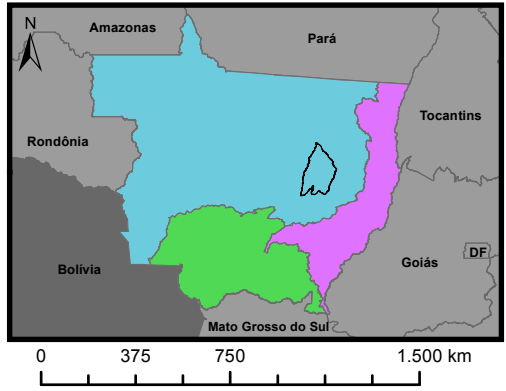 N
Amazonas
Pará
Tocantins
Rondônia
Bolívia
Goiás
DF
Mato Grosso do Sul
0 375 750 1.500 km